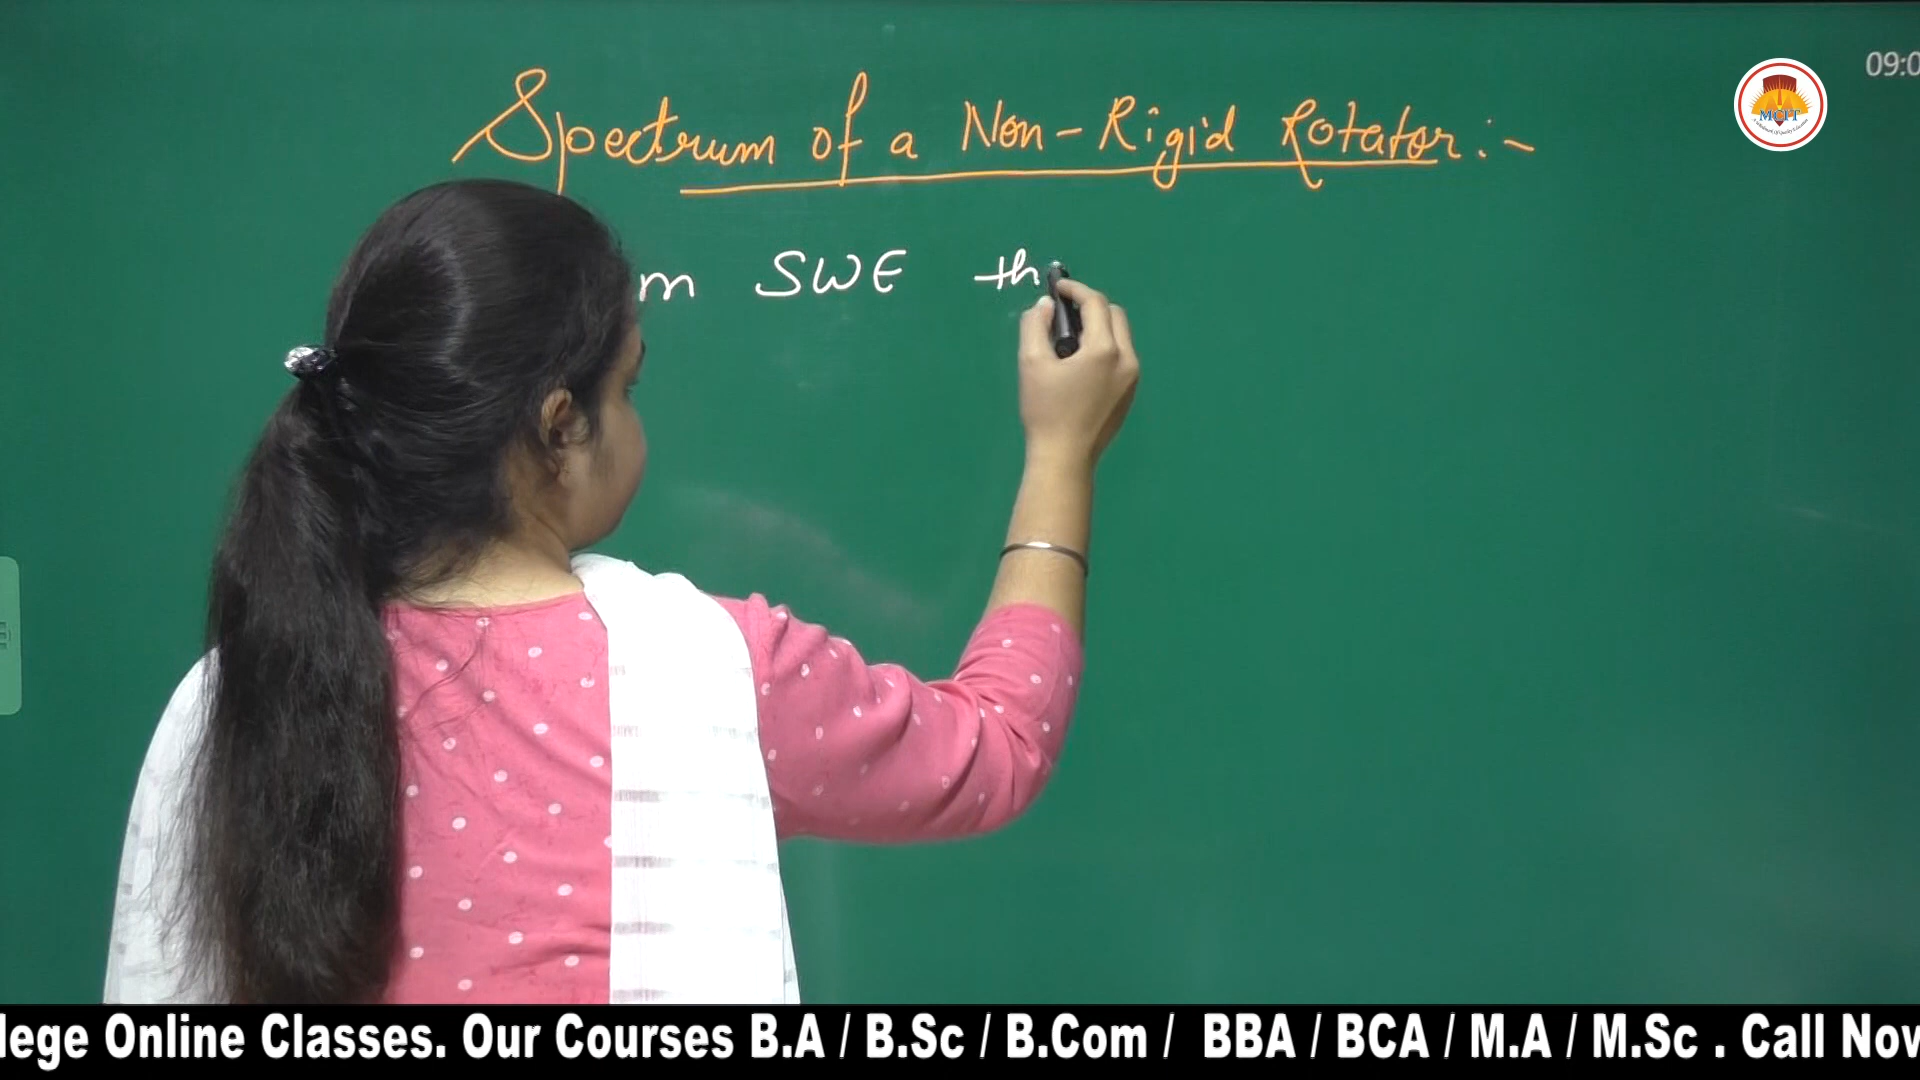 09:0
MCIT
Spectrum of a Non-Rigid Rotator:-
m SWE th
lege Online Classes. Our Courses B.A / B.Sc / B.Com / BBA / BCA / M.A / M.Sc . Call Nov